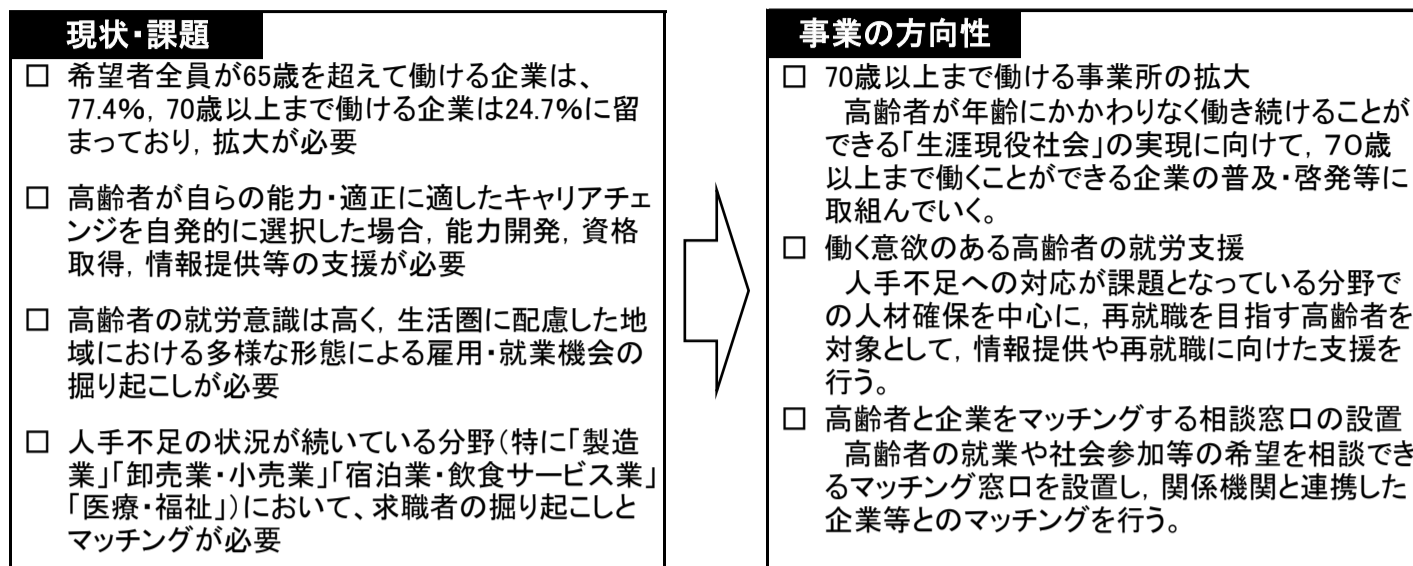 現状・課題
□ 希望者全員が65歳を超えて働ける企業は、
77.4%，70歳以上まで働ける企業は24.7%に留
まっており，拡大が必要
□ 高齢者が自らの能力・適正に適したキャリアチェ
ンジを自発的に選択した場合，能力開発，資格
取得，情報提供等の支援が必要
□ 高齢者の就労意識は高く，生活圏に配慮した地
域における多様な形態による雇用・就業機会の
掘り起こしが必要
□ 人手不足の状況が続いている分野（特に「製造
業」「卸売業・小売業」「宿泊業・飲食サービス業」
「医療・福祉」）において、求職者の掘り起こしと
マッチングが必要
事業の方向性
□ 70歳以上まで働ける事業所の拡大
高齢者が年齢にかかわりなく働き続けることが
できる「生涯現役社会」の実現に向けて，７０歳
以上まで働くことができる企業の普及・啓発等に
取組んでいく。
□ 働く意欲のある高齢者の就労支援
人手不足への対応が課題となっている分野で
の人材確保を中心に，再就職を目指す高齢者を
対象として，情報提供や再就職に向けた支援を
行う。
□ 高齢者と企業をマッチングする相談窓口の設置
高齢者の就業や社会参加等の希望を相談でき
るマッチング窓口を設置し，関係機関と連携した
企業等とのマッチングを行う。